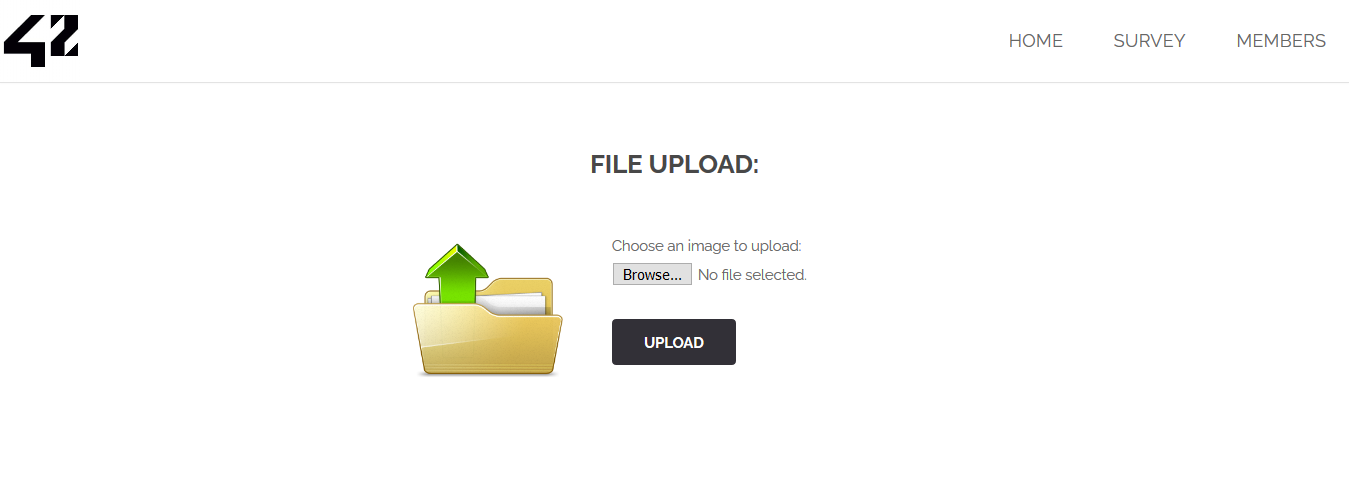 42
HOME SURVEY MEMBERS
FILE UPLOAD:
Choose an image to upload:
Browse... No file selected.
UPLOAD